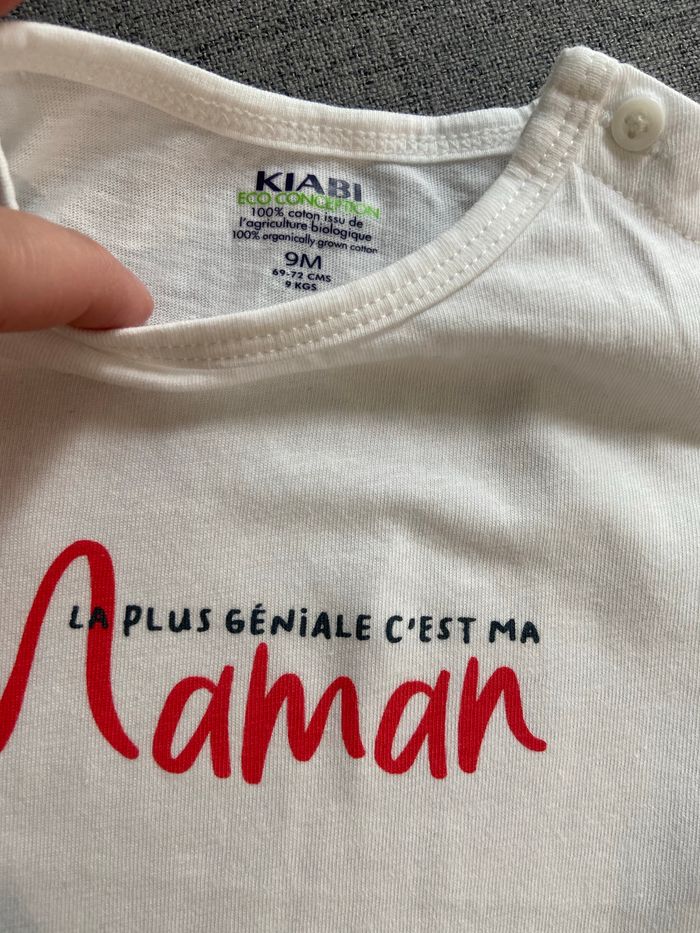 KIABI
ECO CONCEPTION
100% coton issu de
l'agriculture biologique
100% organically grown cotton
9M
69-72 CMS
9 KGS
LA PLUS GÉNiALE C'EST MA
Maman